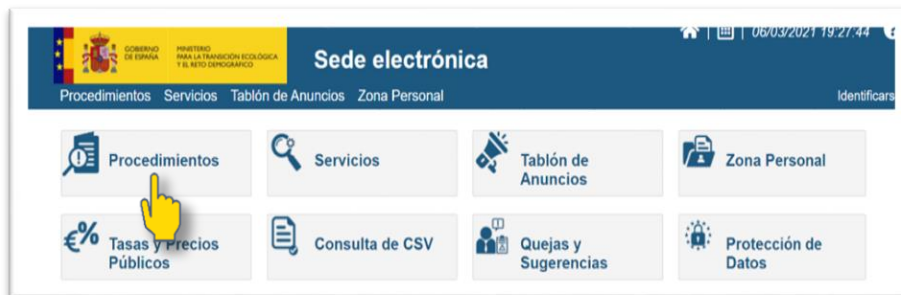 GOBIERNO
DE ESPAÑA
MINISTERIO
PARA LA TRANSICIÓN ECOLÓGICA
Y EL RETO DEMOGRÁFICO
Sede electrónica
06/03/2021 19:27:44
Procedimientos Servicios Tablón de Anuncios Zona Personal Identificars
Procedimientos
Servicios
Tablón de
Anuncios
Zona Personal
€%
Tasas y Precios
Públicos
Consulta de CSV
Quejas y
Sugerencias
Protección de
Datos